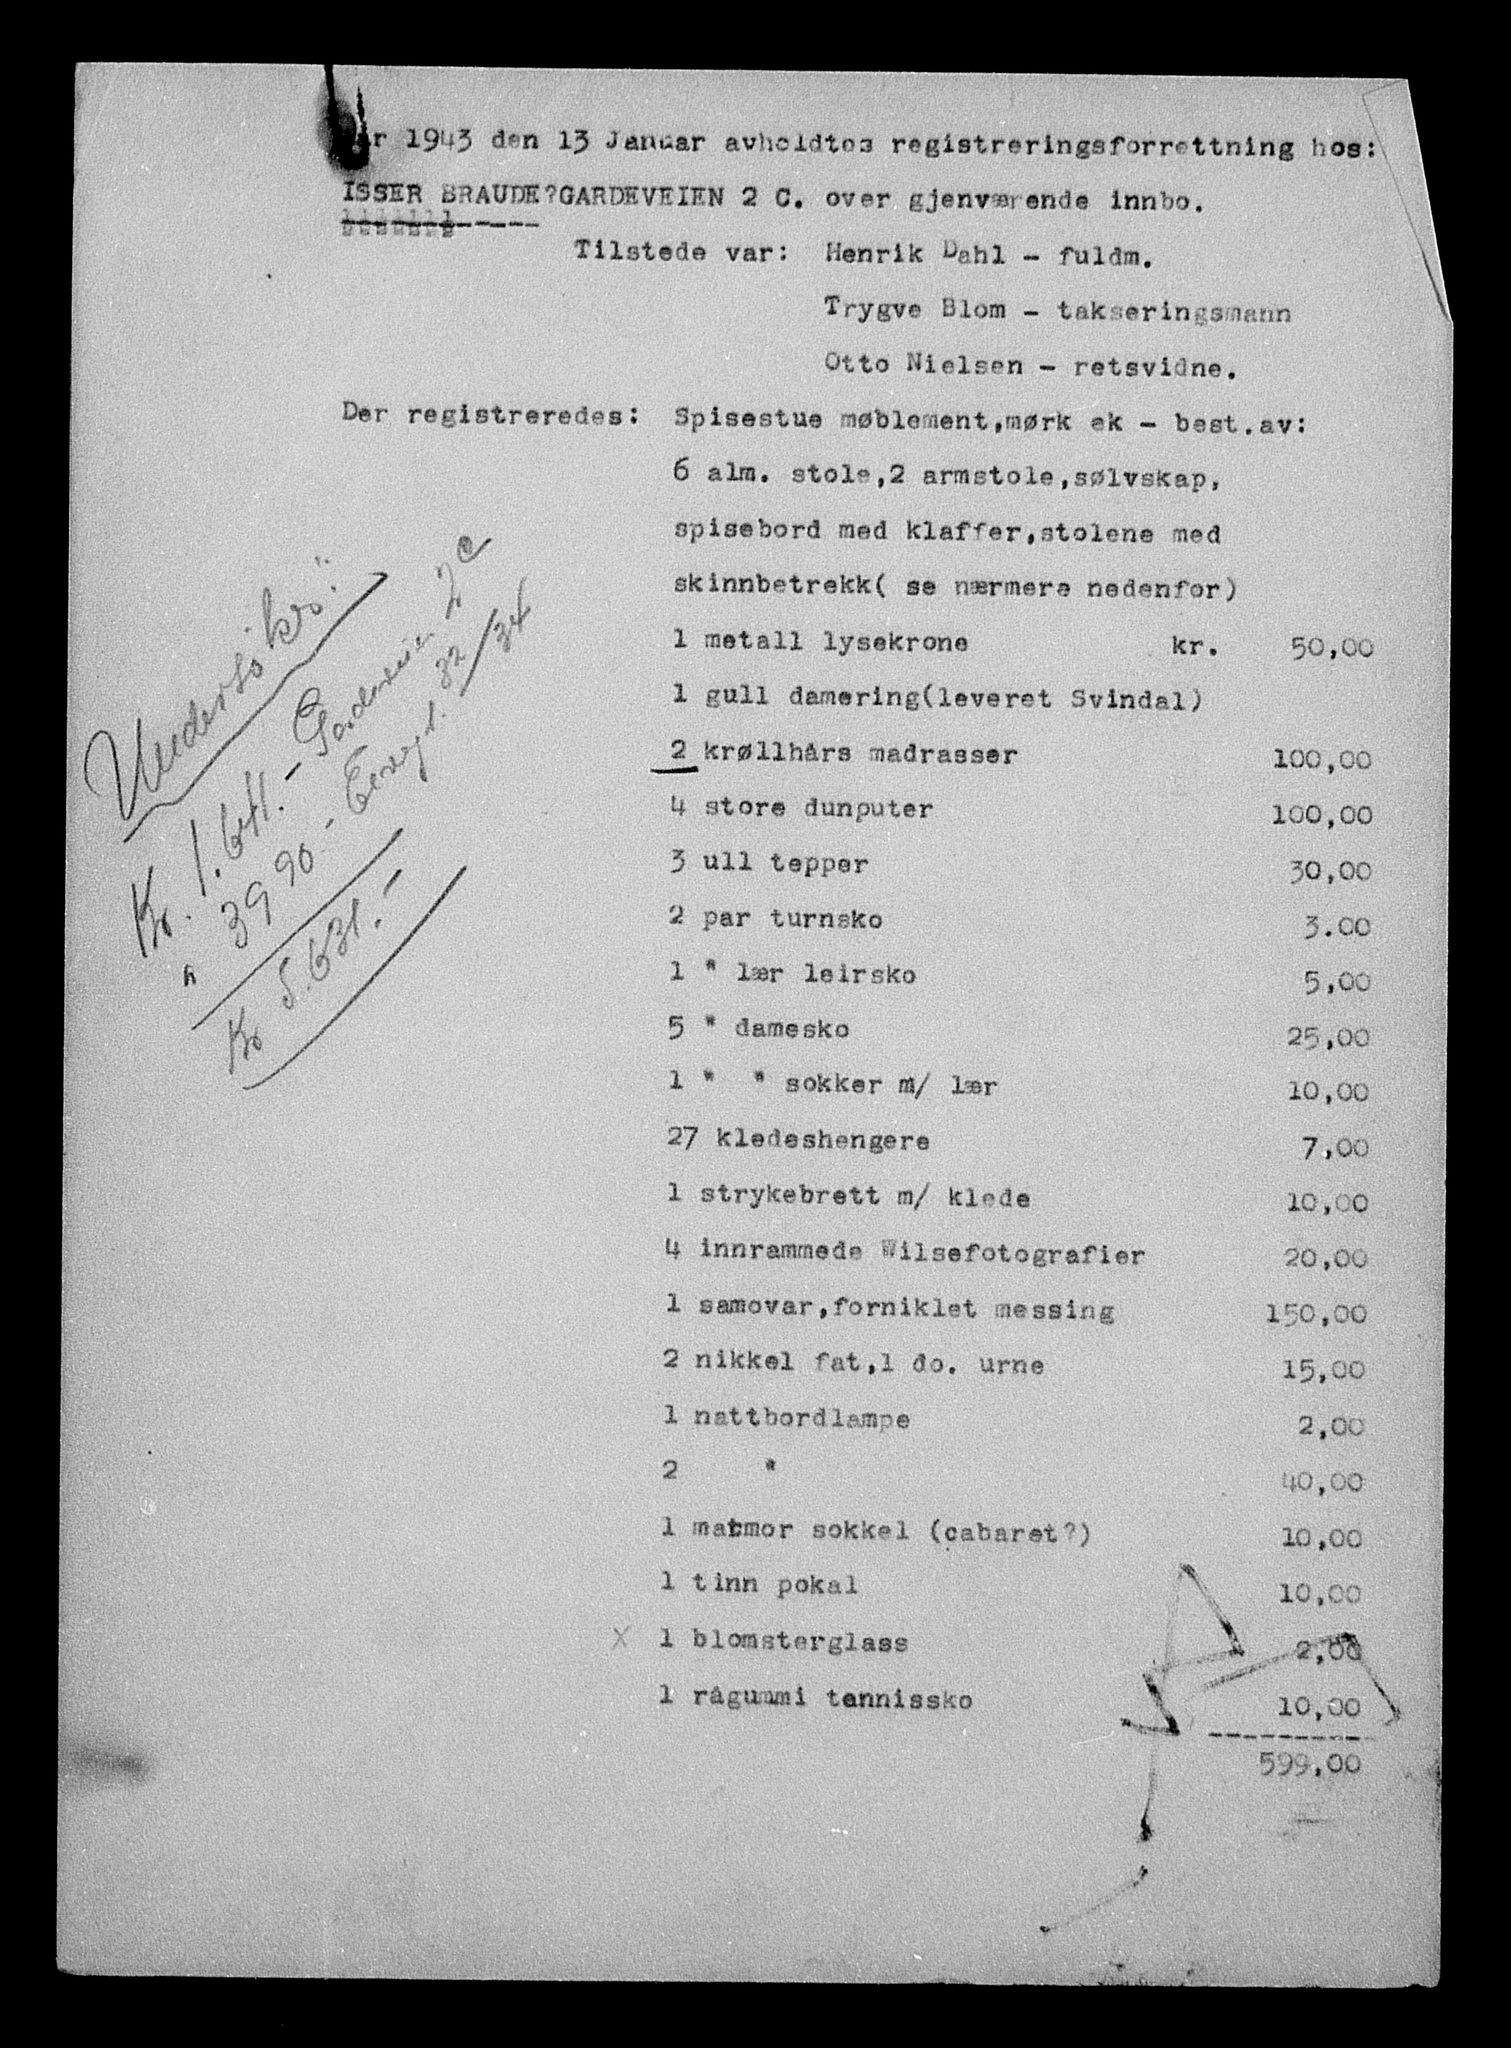 År 1943 den 13 Januar avholdtes registreringsforrettning hos:
ISSER BRAUDE?GARDEVEIEN 2 C. over gjenværende innbo.
Tilstede var: Henrik Dahl - fuldm.
Trygve Blom - takseringsmann
Otto Nielsen - retsvidne.
Der registreredes: Spisestue møblement,mørk ek - best.av:
6 alm. stole,2 armstole,sølvskap,
spisebord med klaffer,stolene med
skinnbetrekk( se nærmere nedenfor)
1 metall lysekrone kr. 50,00
1 gull damering(leveret Svindal)
2 krøllhårs madrasser 100,00
4 store dunputer 100,00
3 ull tepper 30,00
2 par turnsko 3.00
1 " lær leirsko 5,00
5 " damesko 25,00
1 " " sokker m/ lær 10,00
27 kledeshengere 7,00
1 strykebrett m/ klede 10,00
4 innrammede Wilsefotografier 20,00
1 samovar,forniklet messing 150,00
2 nikkel fat,1 do. urne 15,00
1 nattbordlampe 2,00
2 " 40,00
1 marmor sokkel (cabaret?) 10,00
1 tinn pokal 10,00
x 1 blomsterglass 2,00
1 rågummi tennissko 10,00
599,00
Undersøkes:
Kr. 1.641.- Gardeveien 2c
" 3990.- 32/34
Kr 5.631.-